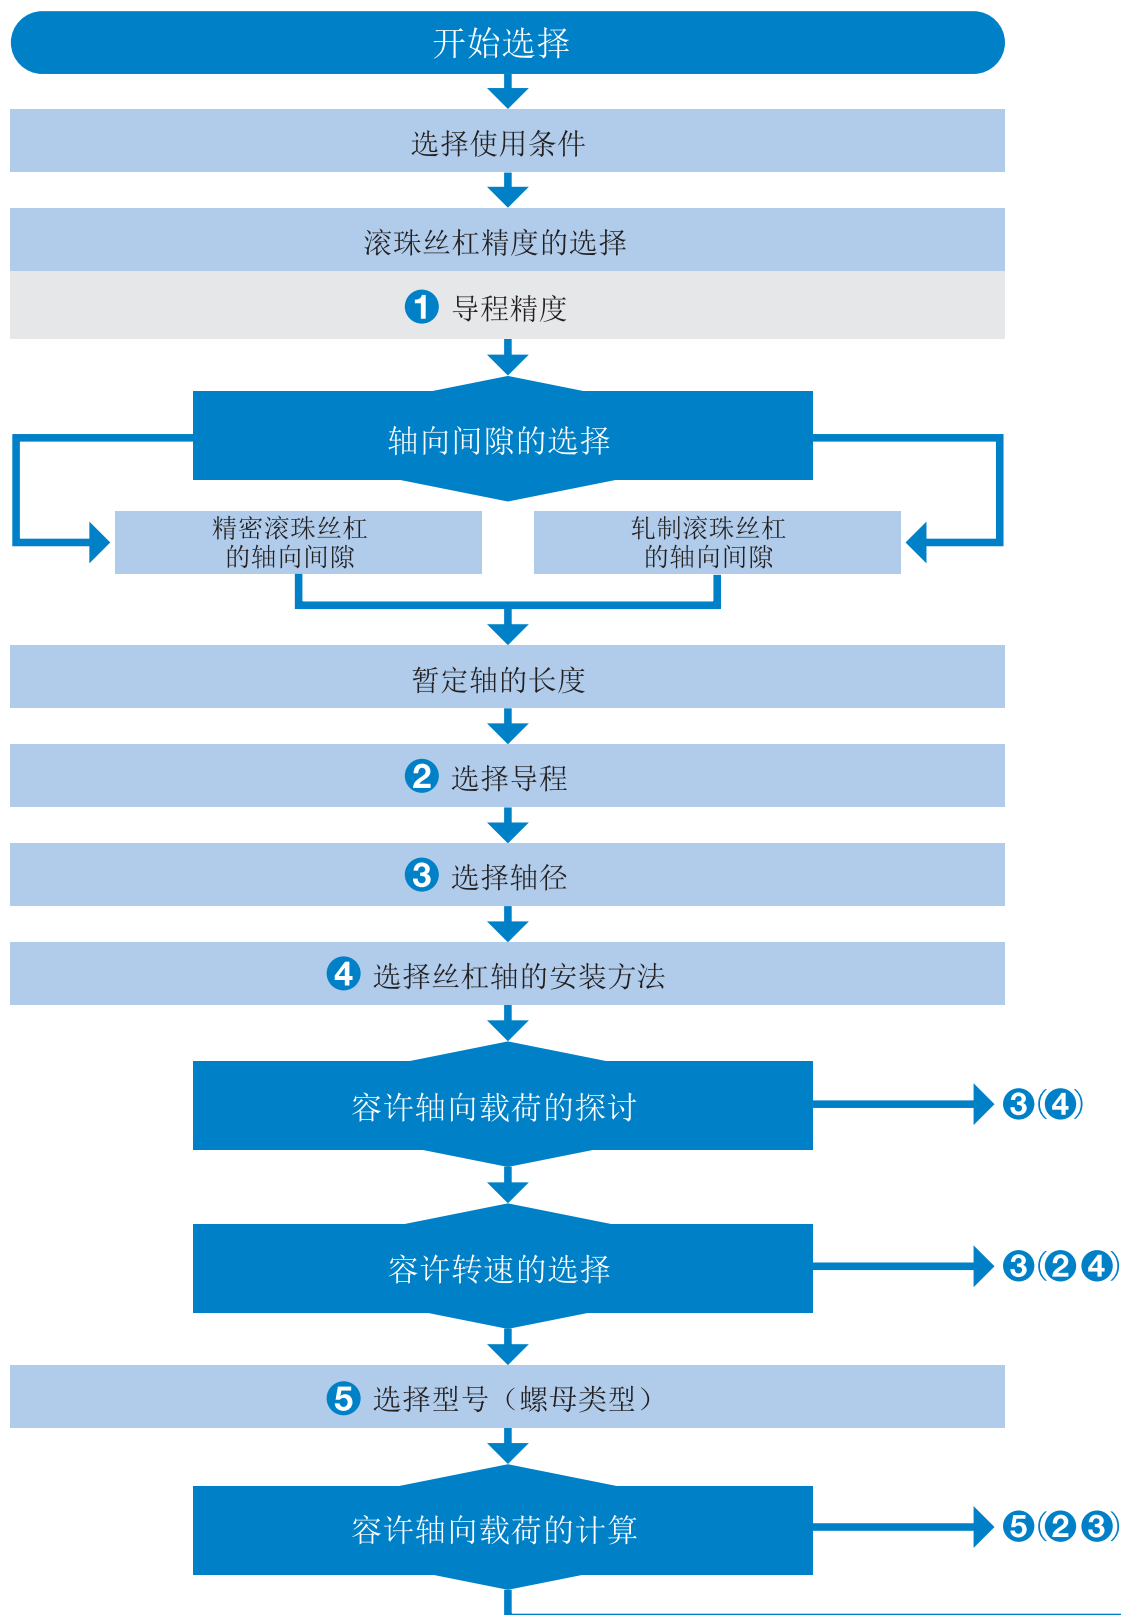 开始选择
选择使用条件
滚珠丝杠精度的选择
❶ 导程精度
轴向间隙的选择
精密滚珠丝杠
的轴向间隙
轧制滚珠丝杠
的轴向间隙
暂定轴的长度
❷ 选择导程
❸ 选择轴径
❹ 选择丝杠轴的安装方法
容许轴向载荷的探讨
❸(❹)
容许转速的选择
❸(❷❹)
❺ 选择型号（螺母类型）
容许轴向载荷的计算
❺(❷❸)